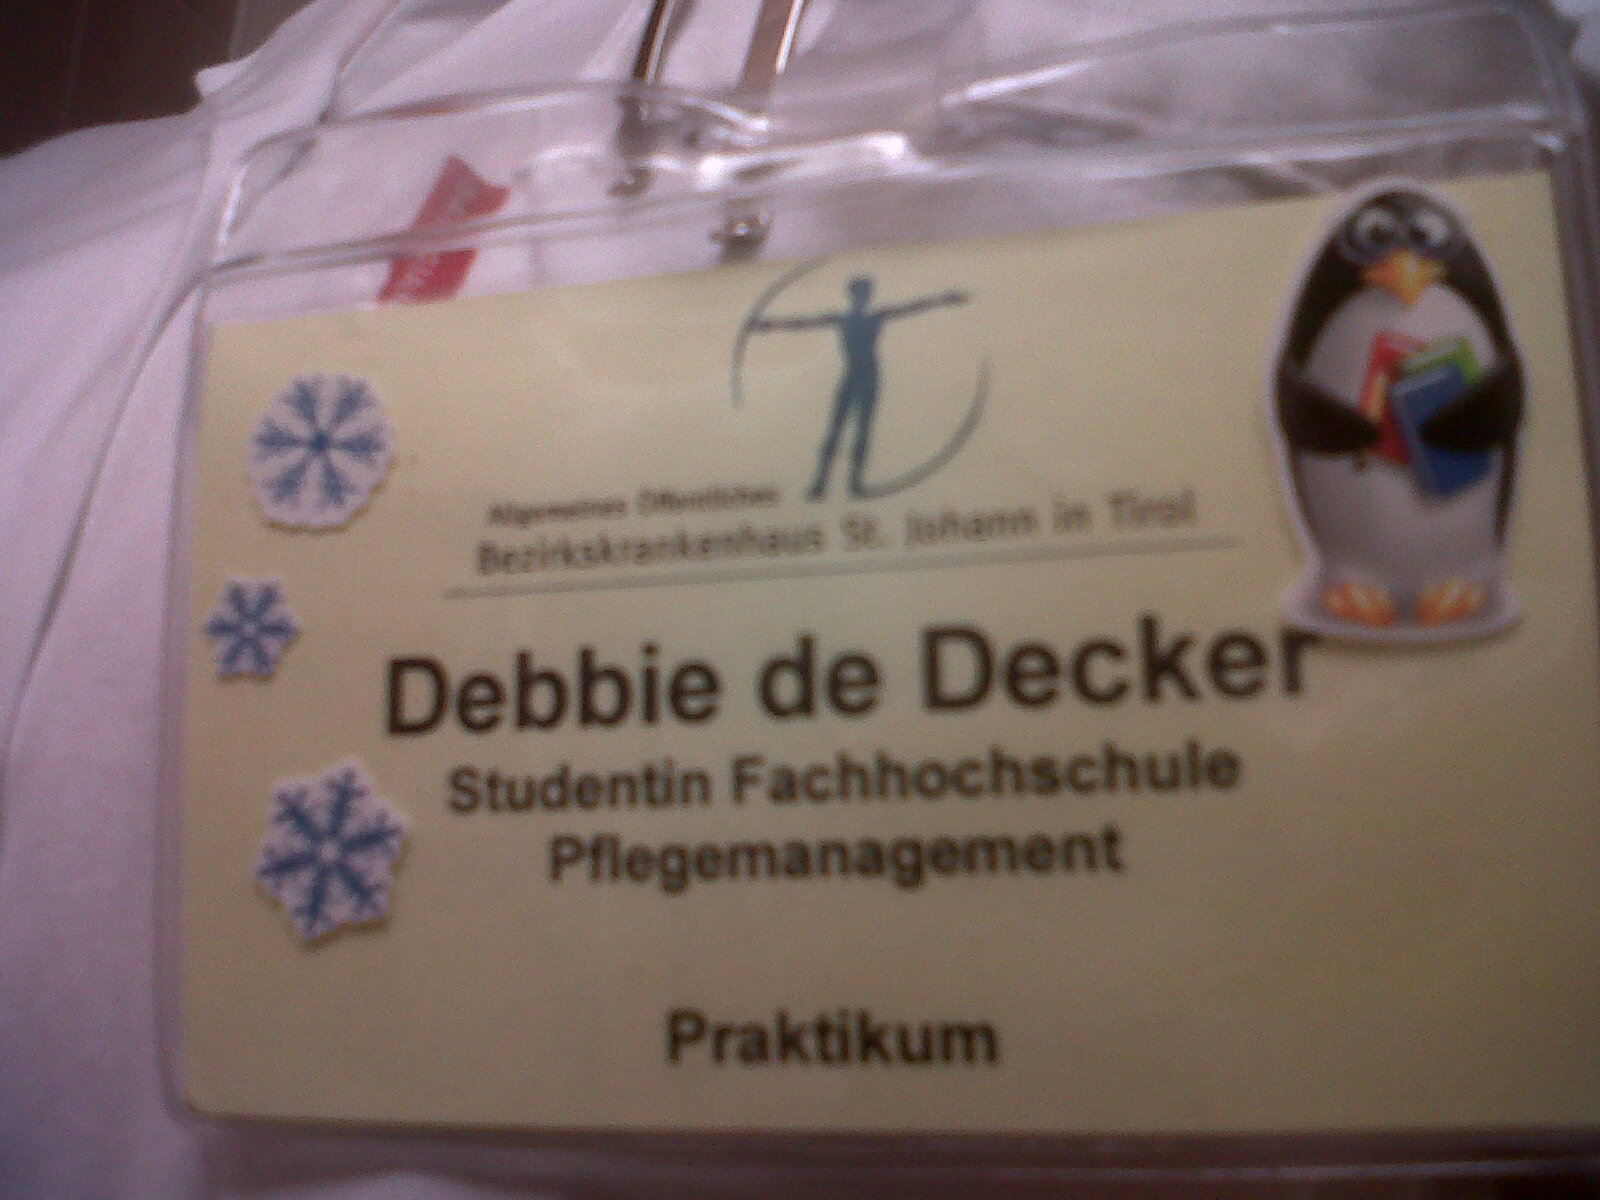 Allgemeines Öffentliches
Bezirkskrankenhaus St. Johann in Tirol
Debbie de Decker
Studentin Fachhochschule
Pflegemanagement
Praktikum